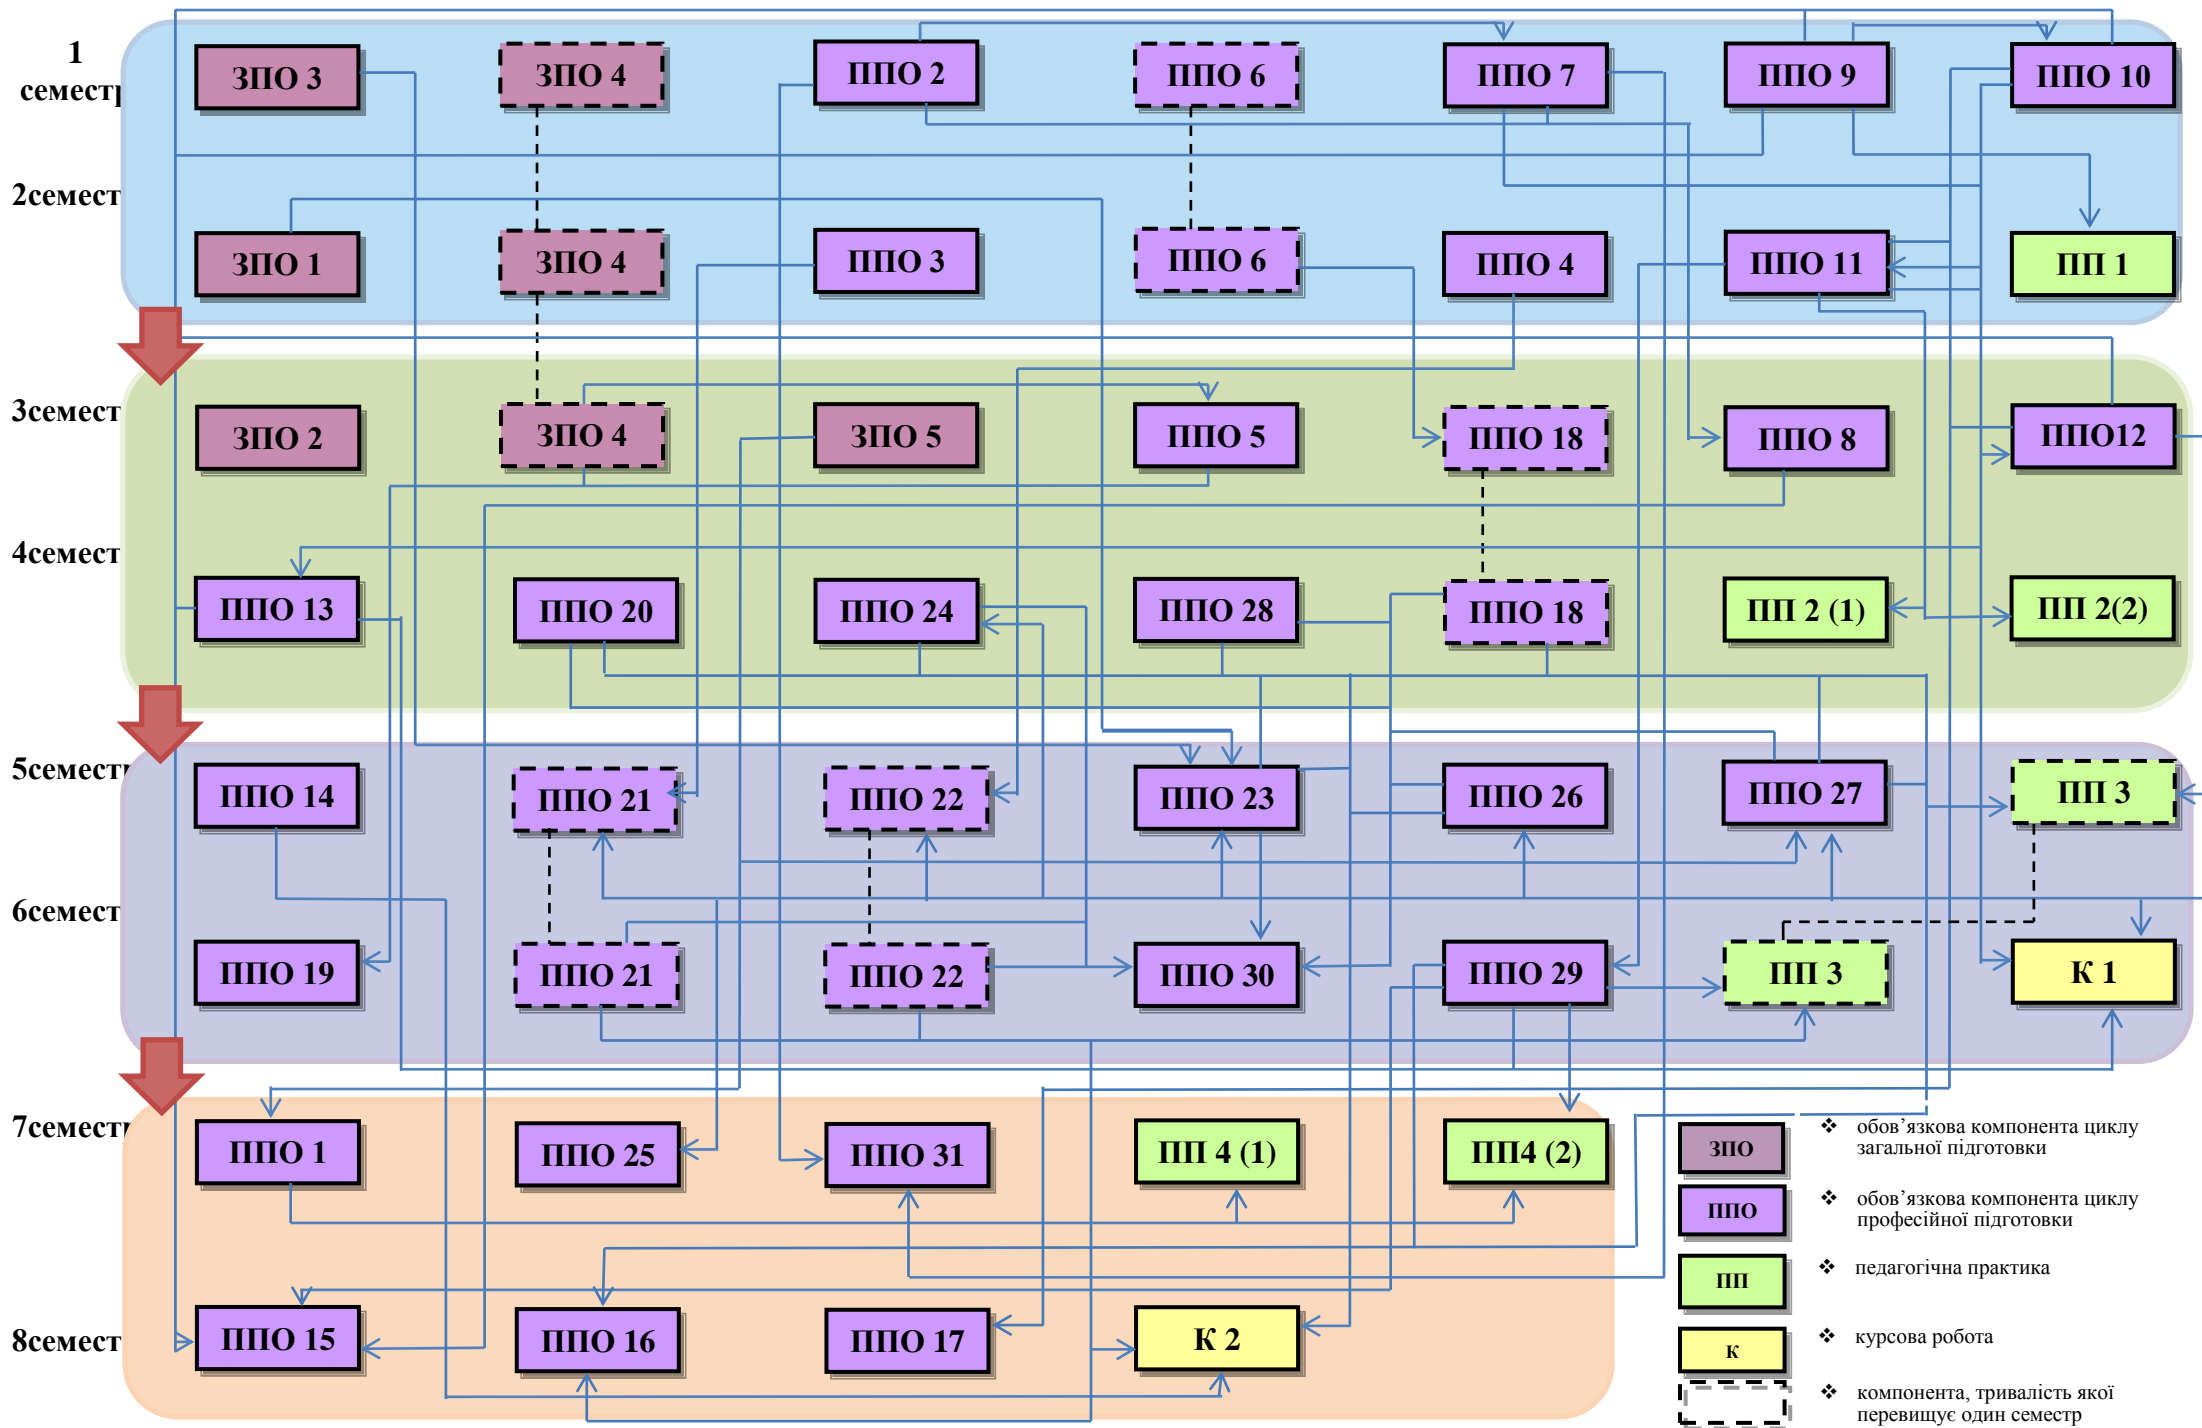 1
семестр
ЗПО 3
ЗПО 4
ППО 2
ППО 6
ППО 7
ППО 9
ППО 10
2семест
ЗПО 1
ЗПО 4
ППО 3
ППО 6
ППО 4
ППО 11
ПП 1
3семест
ЗПО 2
ЗПО 4
ЗПО 5
ППО 5
ППО 18
ППО 8
ППО12
4семест
ППО 13
ППО 20
ППО 24
ППО 28
ППО 18
ПП 2 (1)
ПП 2(2)
5семестр
ППО 14
ППО 21
ППО 22
ППО 23
ППО 26
ППО 27
ПП 3
6семест
ППО 19
ППО 21
ППО 22
ППО 30
ППО 29
ПП 3
К 1
7семестр
ППО 1
ППО 25
ППО 31
ПП 4 (1)
ПП4 (2)
8семест
ППО 15
ППО 16
ППО 17
К 2
ЗПО
❖ обов’язкова компонента циклу
загальної підготовки
ППО
❖ обов’язкова компонента циклу
професійної підготовки
ПП
❖ педагогічна практика
К
❖ курсова робота
❖ компонента, тривалість якої
перевищує один семестр